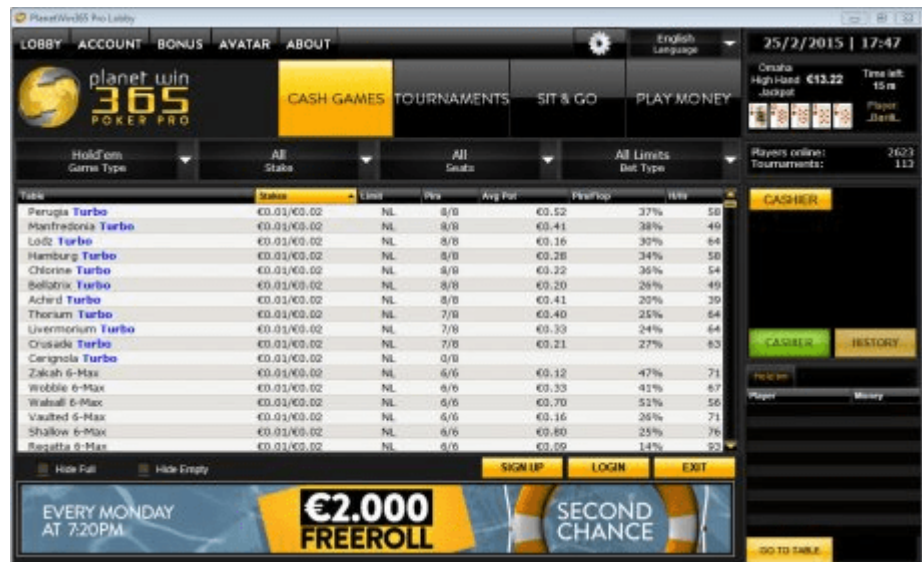 PlanetWin365 Pro Lobby
LOBBY ACCOUNT BONUS AVATAR ABOUT
English
Language
25/2/2015 | 17:47
planet win
365
POKER PRO
CASH GAMES TOURNAMENTS SIT & GO PLAY MONEY
Omaha
High Hand €13.22
Jackpot
Time left:
15 m
Player:
Hold'em
Game Type
All
Stake
All
Seats
All Limits
Bet Type
Players online: 2623
Tournaments: 113
Table Stakes Limit Plrs Avg Pot Plrs/Flop H/Hr
Perugia Turbo €0.01/€0.02 NL 8/8 €0.52 37% 58
Manfredonia Turbo €0.01/€0.02 NL 8/8 €0.41 38% 49
Lodz Turbo €0.01/€0.02 NL 8/8 €0.16 30% 64
Hamburg Turbo €0.01/€0.02 NL 8/8 €0.28 34% 58
Chlorine Turbo €0.01/€0.02 NL 8/8 €0.22 36% 54
Bellatrix Turbo €0.01/€0.02 NL 8/8 €0.20 26% 49
Achird Turbo €0.01/€0.02 NL 8/8 €0.41 20% 39
Thorium Turbo €0.01/€0.02 NL 7/8 €0.40 25% 64
Livermorium Turbo €0.01/€0.02 NL 7/8 €0.33 24% 64
Crusade Turbo €0.01/€0.02 NL 7/8 €0.21 27% 63
Cerignola Turbo €0.01/€0.02 NL 0/8
Zakah 6-Max €0.01/€0.02 NL 6/6 €0.12 47% 71
Wobble 6-Max €0.01/€0.02 NL 6/6 €0.33 41% 67
Walsall 6-Max €0.01/€0.02 NL 6/6 €0.70 51% 56
Vaulted 6-Max €0.01/€0.02 NL 6/6 €0.16 26% 71
Shallow 6-Max €0.01/€0.02 NL 6/6 €0.80 25% 76
Regatta 6-Max €0.01/€0.02 NL 6/6 €0.09 14% 93
CASHIER
CASHIER HISTORY
Hold'em
Player Money
Hide Full Hide Empty SIGN UP LOGIN EXIT
EVERY MONDAY
AT 7:20PM
€2.000
FREEROLL
SECOND
CHANCE
GO TO TABLE